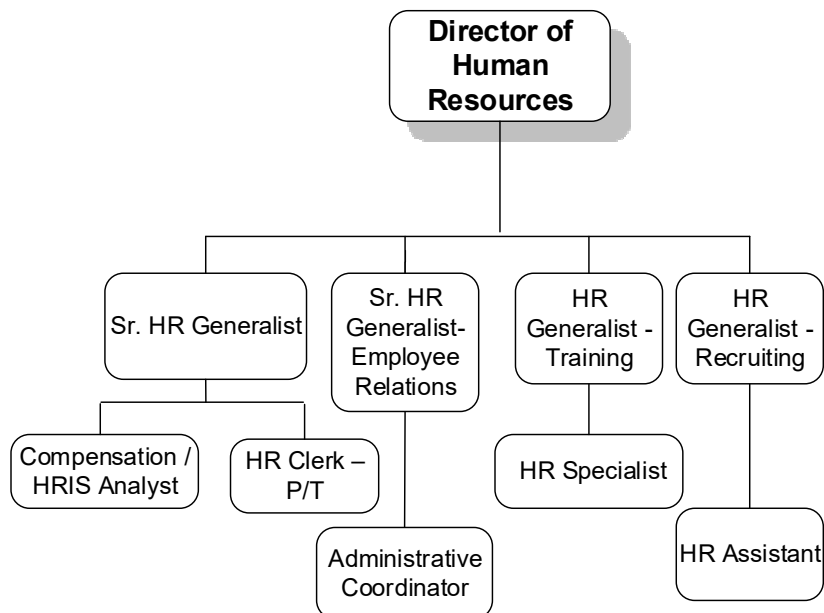 Director of
Human
Resources
Sr. HR Generalist
Sr. HR
Generalist-
Employee
Relations
HR
Generalist -
Training
HR
Generalist -
Recruiting
Compensation /
HRIS Analyst
HR Clerk –
P/T
HR Specialist
Administrative
Coordinator
HR Assistant